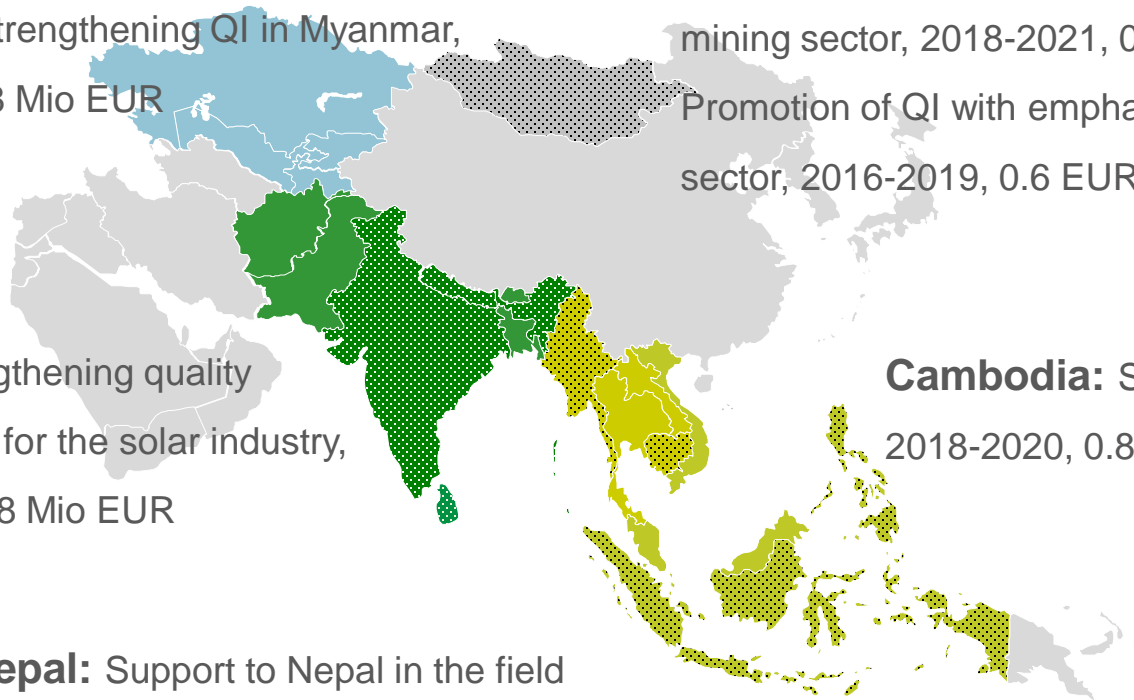 trengthening QI in Myanmar,
Mio EUR
mining sector, 2018-2021, 0
Promotion of QI with empha
sector, 2016-2019, 0.6 EUR
gthening quality
for the solar industry,
8 Mio EUR
Cambodia: S
2018-2020, 0.8
epal: Support to Nepal in the field